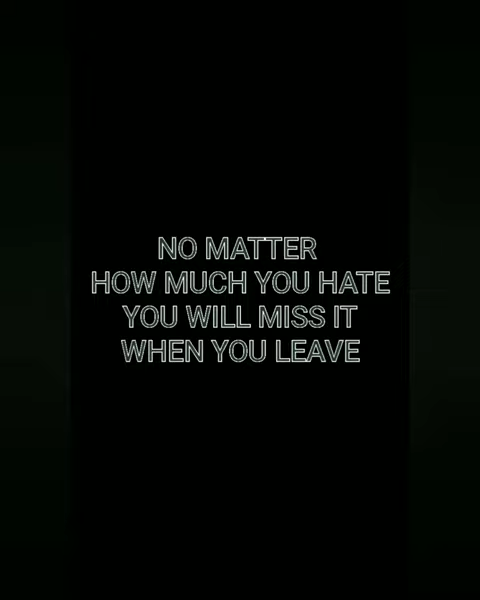 NO MATTER
HOW MUCH YOU HATE
YOU WILL MISS IT
WHEN YOU LEAVE